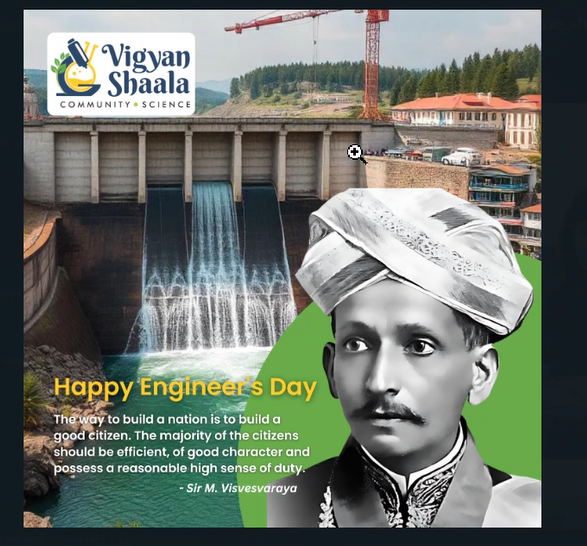 Vigyan
Shaala
COMMUNITY • SCIENCE
Happy Engineer's Day
The way to build a nation is to build a
good citizen. The majority of the citizens
should be efficient, of good character and
possess a reasonable high sense of duty.
- Sir M. Visvesvaraya